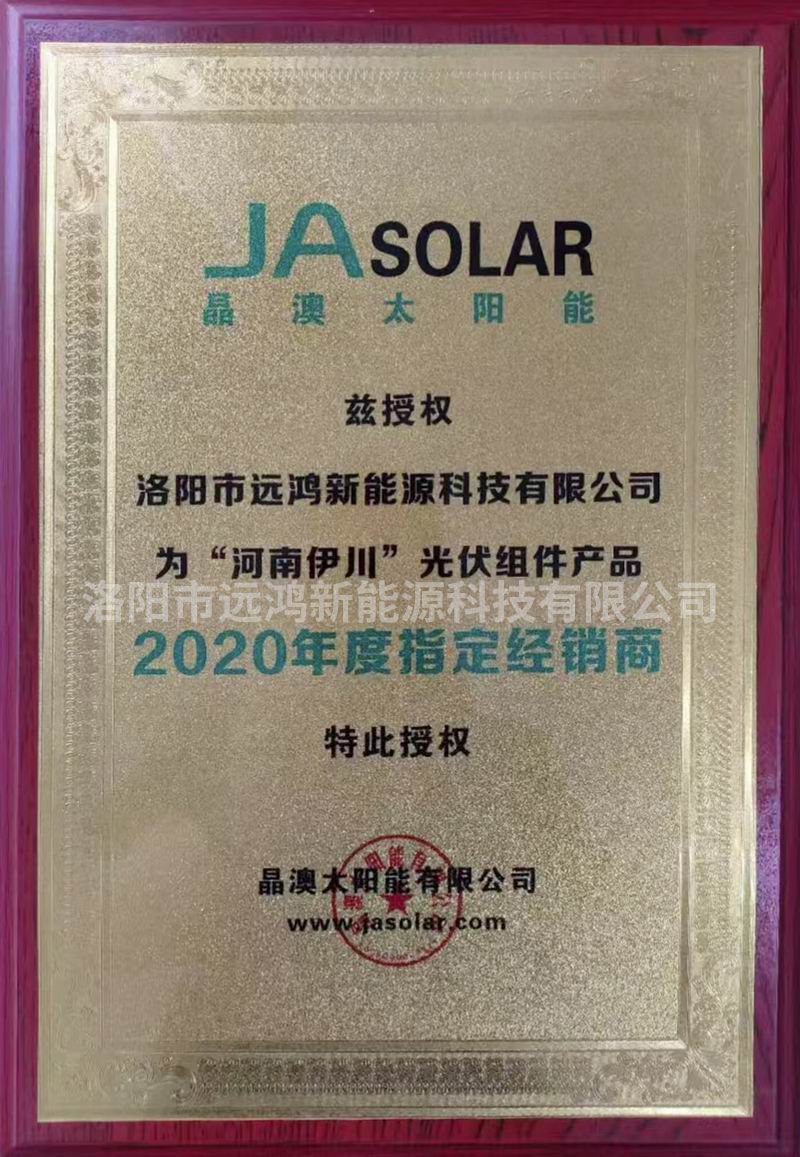 JA SOLAR
晶澳太阳能
兹授权
洛阳市远鸿新能源科技有限公司
为“河南伊川”光伏组件产品
洛阳市远鸿新能源科技有限公司
2020年度指定经销商
特此授权
晶澳太阳能有限公司
www.jasolar.com